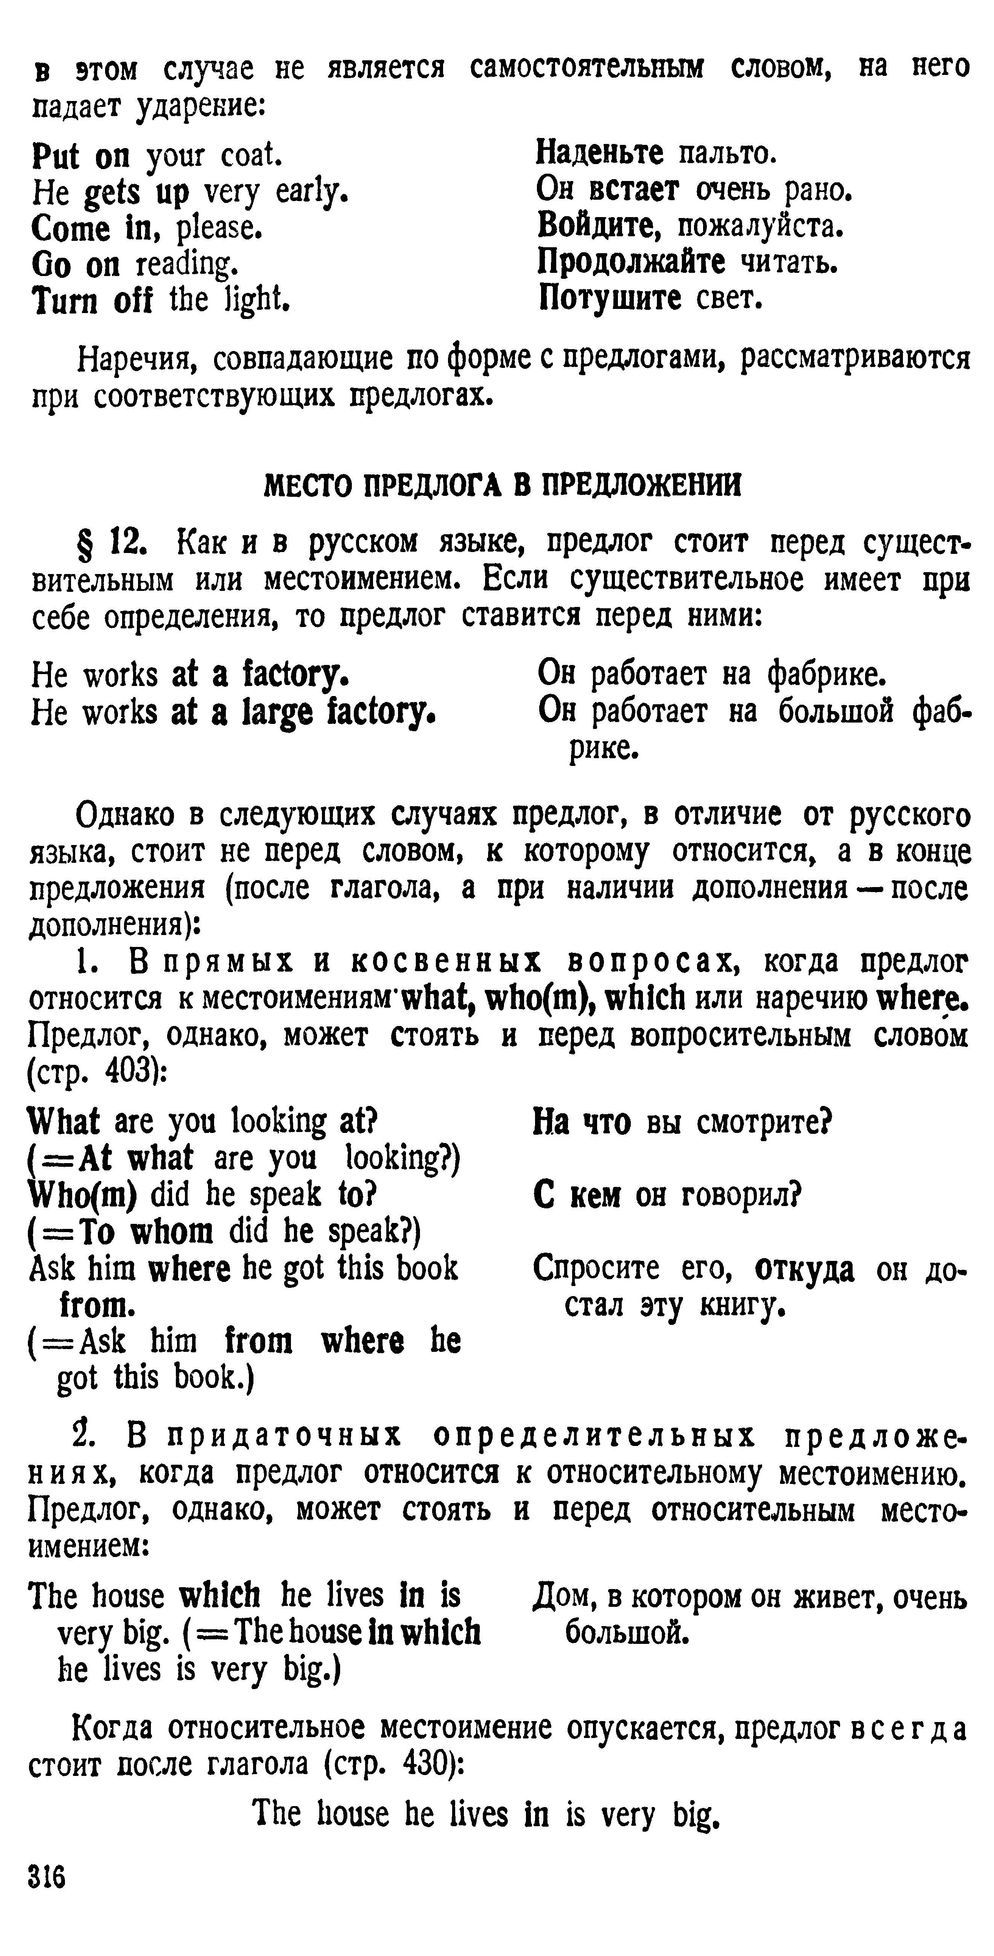 в этом случае не является самостоятельным словом, на него
падает ударение:
Put on your coat. Наденьте пальто.
He gets up very early. Он встает очень рано.
Come in, please. Войдите, пожалуйста.
Go on reading. Продолжайте читать.
Turn off the light. Потушите свет.
Наречия, совпадающие по форме с предлогами, рассматриваются
при соответствующих предлогах.
МЕСТО ПРЕДЛОГА В ПРЕДЛОЖЕНИИ
§ 12. Как и в русском языке, предлог стоит перед сущест-
вительным или местоимением. Если существительное имеет при
себе определения, то предлог ставится перед ними:
He works at a factory. Он работает на фабрике.
He works at a large factory. Он работает на большой фаб-
рике.
Однако в следующих случаях предлог, в отличие от русского
языка, стоит не перед словом, к которому относится, а в конце
предложения (после глагола, а при наличии дополнения — после
дополнения):
1. В прямых и косвенных вопросах, когда предлог
относится к местоимениям what, who(m), which или наречию where.
Предлог, однако, может стоять и перед вопросительным словом
(стр. 403):
What are you looking at? На что вы смотрите?
(=At what are you looking?)
Who(m) did he speak to? С кем он говорил?
(=To whom did he speak?)
Ask him where he got this book Спросите его, откуда он до-
from. стал эту книгу.
(=Ask him from where he
got this book.)
2. В придаточных определительных предложе-
ниях, когда предлог относится к относительному местоимению.
Предлог, однако, может стоять и перед относительным место-
имением:
The house which he lives in is Дом, в котором он живет, очень
very big. (=The house in which большой.
he lives is very big.)
Когда относительное местоимение опускается, предлог всегда
стоит после глагола (стр. 430):
The house he lives in is very big.
316